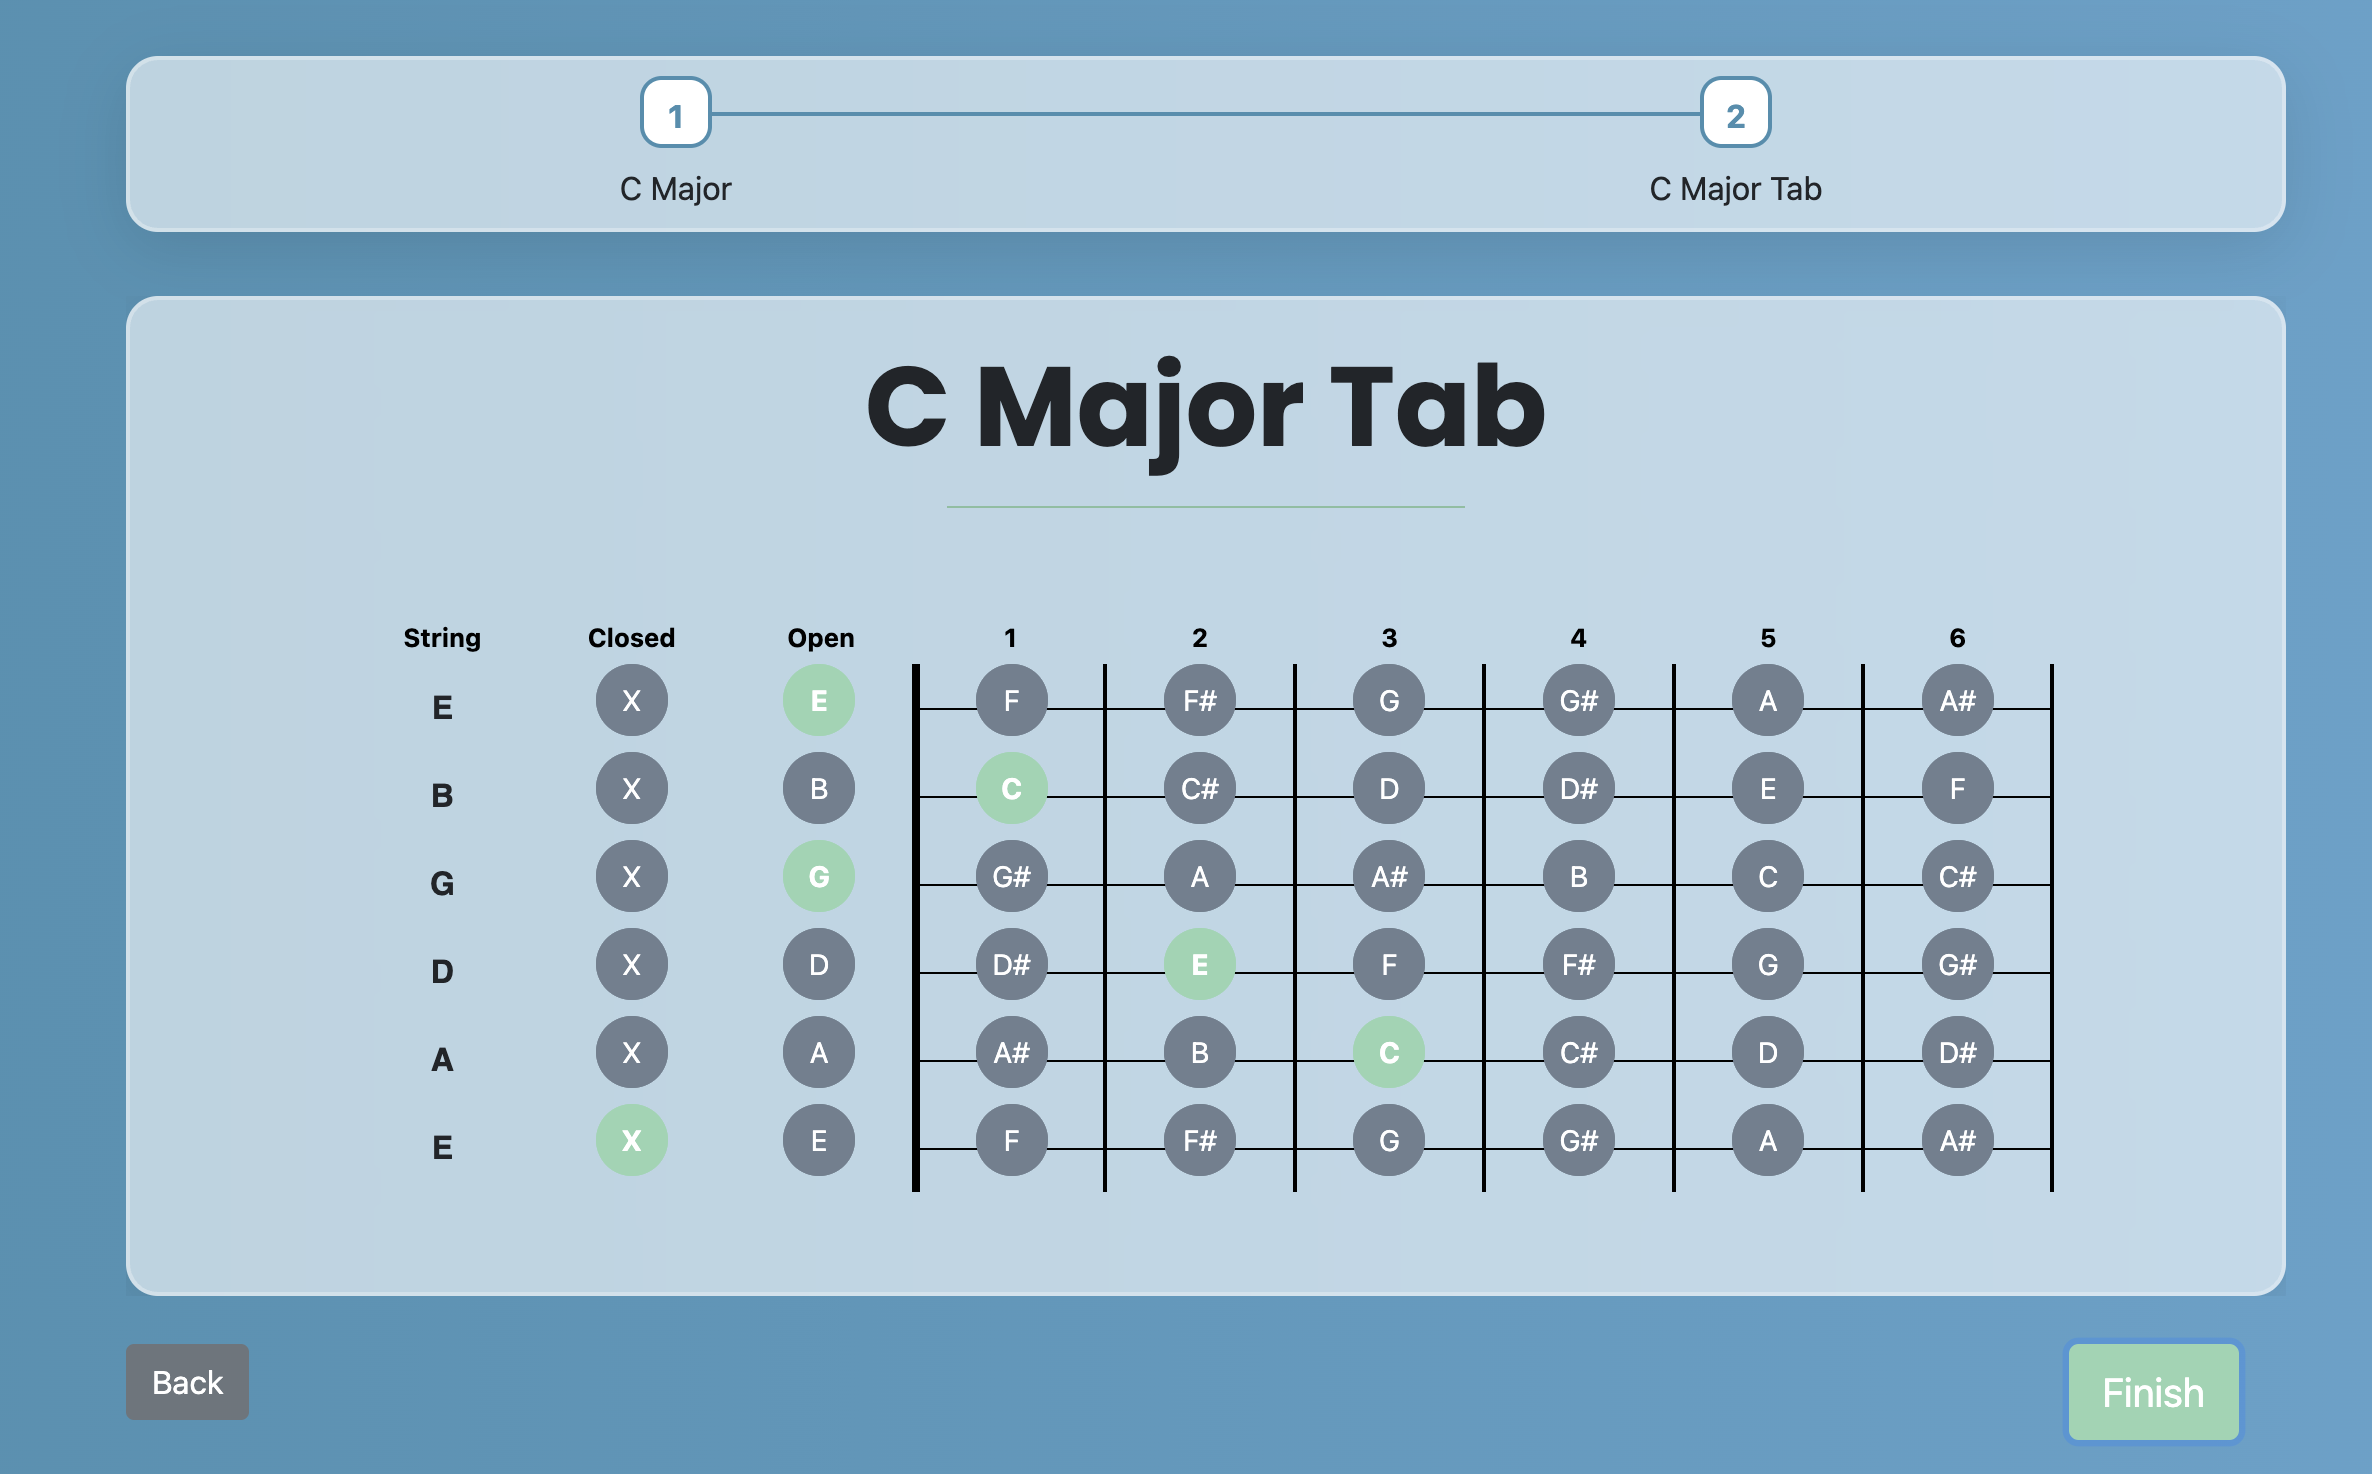 1 2
C Major C Major Tab
C Major Tab
String Closed Open 1 2 3 4 5 6
E X E F F# G G# A A#
B X B C C# D D# E F
G X G G# A A# B C C#
D X D D# E F F# G G#
A X A A# B C C# D D#
E X E F F# G G# A A#
Back Finish